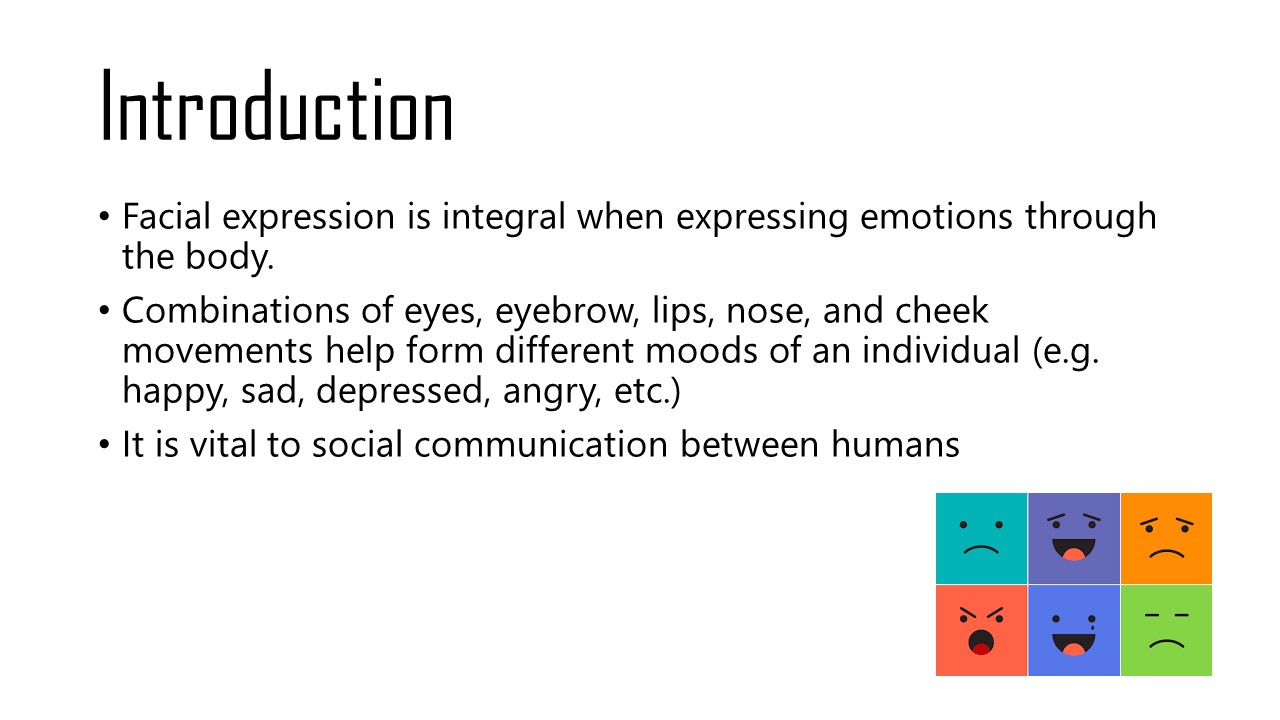 Introduction
• Facial expression is integral when expressing emotions through
the body.
• Combinations of eyes, eyebrow, lips, nose, and cheek
movements help form different moods of an individual (e.g.
happy, sad, depressed, angry, etc.)
• It is vital to social communication between humans